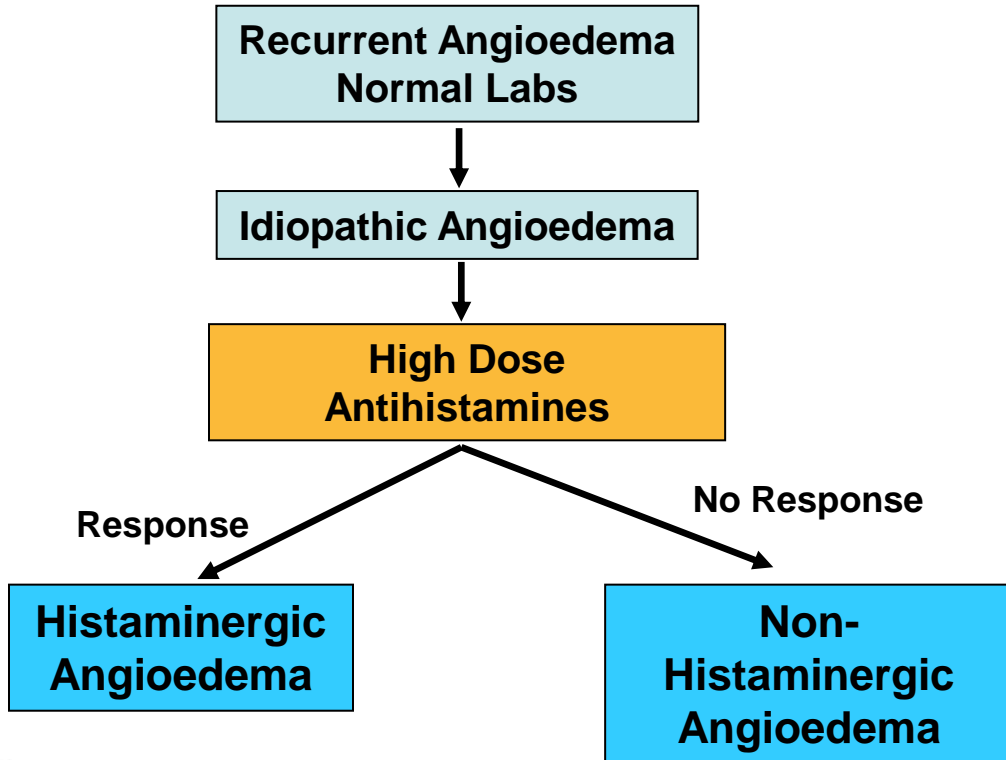 Recurrent Angioedema
Normal Labs
Idiopathic Angioedema
High Dose
Antihistamines
Response
No Response
Histaminergic
Angioedema
Non-
Histaminergic
Angioedema